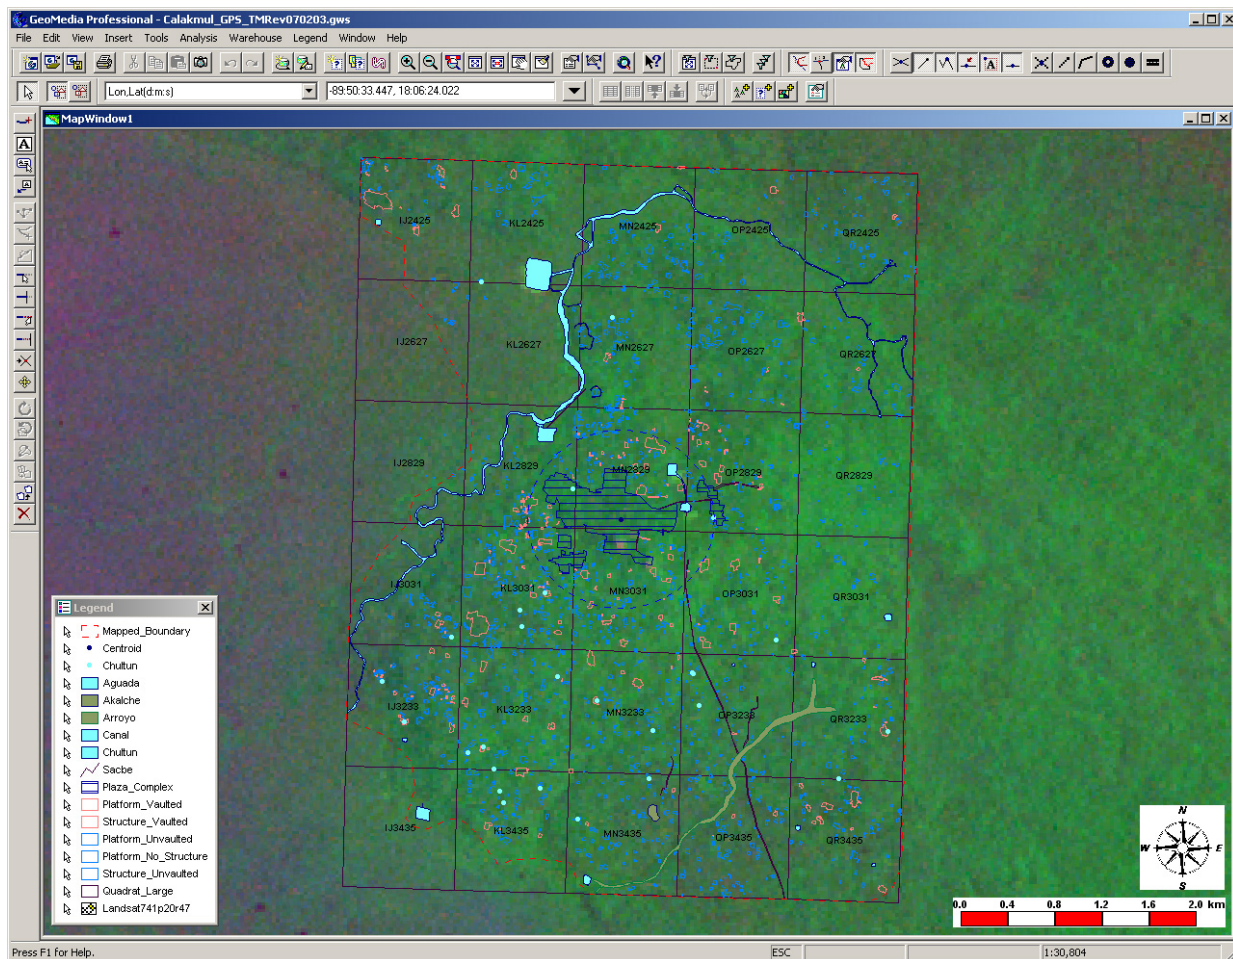 GeoMedia Professional - Calakmul_GPS_TMRev070203.gws
File Edit View Insert Tools Analysis Warehouse Legend Window Help
Lon,Lat(d:m:s) -89:50:33.447, 18:06:24.022
MapWindow1
IJ2425 KL2425 MN2425 OP2425 QR2425
IJ2627 KL2627 MN2627 OP2627 QR2627
IJ2829 KL2829 MN2829 OP2829 QR2829
IJ3031 KL3031 MN3031 OP3031 QR3031
IJ3233 KL3233 MN3233 OP3233 QR3233
IJ3435 KL3435 MN3435 OP3435 QR3435
Legend
Mapped_Boundary
Centroid
Chultun
Aguada
Akalche
Arroyo
Canal
Chultun
Sacbe
Plaza_Complex
Platform_Vaulted
Structure_Vaulted
Platform_Unvaulted
Platform_No_Structure
Structure_Unvaulted
Quadrat_Large
Landsat741p20r47
N
W E
S
0.0 0.4 0.8 1.2 1.6 2.0 km
Press F1 for Help. ESC 1:30,804